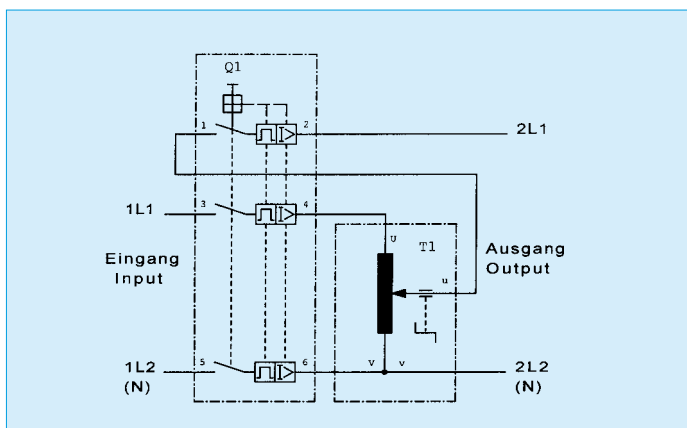 Q1
1
2
2L1
1L1
3
4
U
T1
Eingang
Input
u
Ausgang
Output
1L2
(N)
5
6
v
v
2L2
(N)